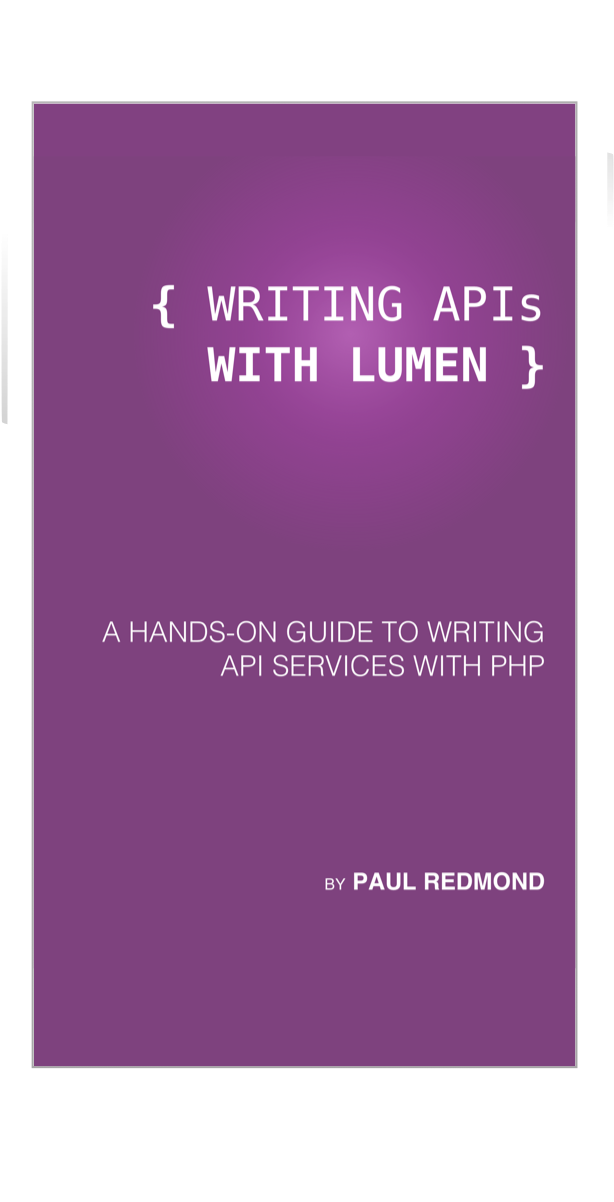 { WRITING APIs
WITH LUMEN }
A HANDS-ON GUIDE TO WRITING
API SERVICES WITH PHP
BY PAUL REDMOND